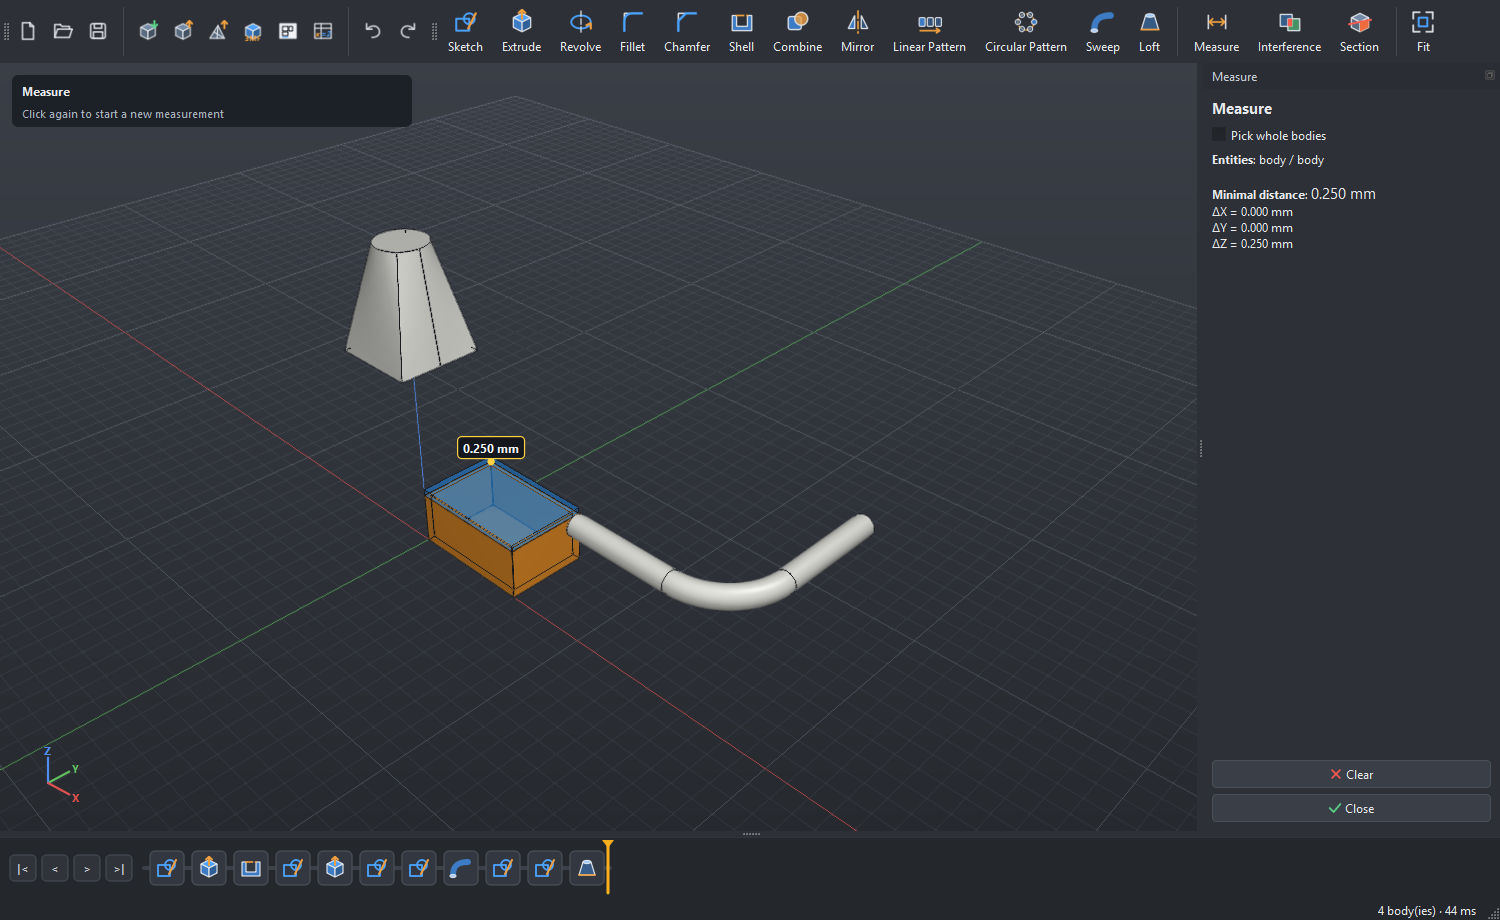 Sketch
Extrude
Revolve
Fillet
Chamfer
Shell
Combine
Mirror
Linear Pattern
Circular Pattern
Sweep
Loft
Measure
Interference
Section
Fit
Measure
Click again to start a new measurement
Measure
Measure
Pick whole bodies
Entities: body / body
Minimal distance: 0.250 mm
ΔX = 0.000 mm
ΔY = 0.000 mm
ΔZ = 0.250 mm
0.250 mm
Z
Y
X
Clear
Close
|<
<
>
>|
4 body(ies) · 44 ms